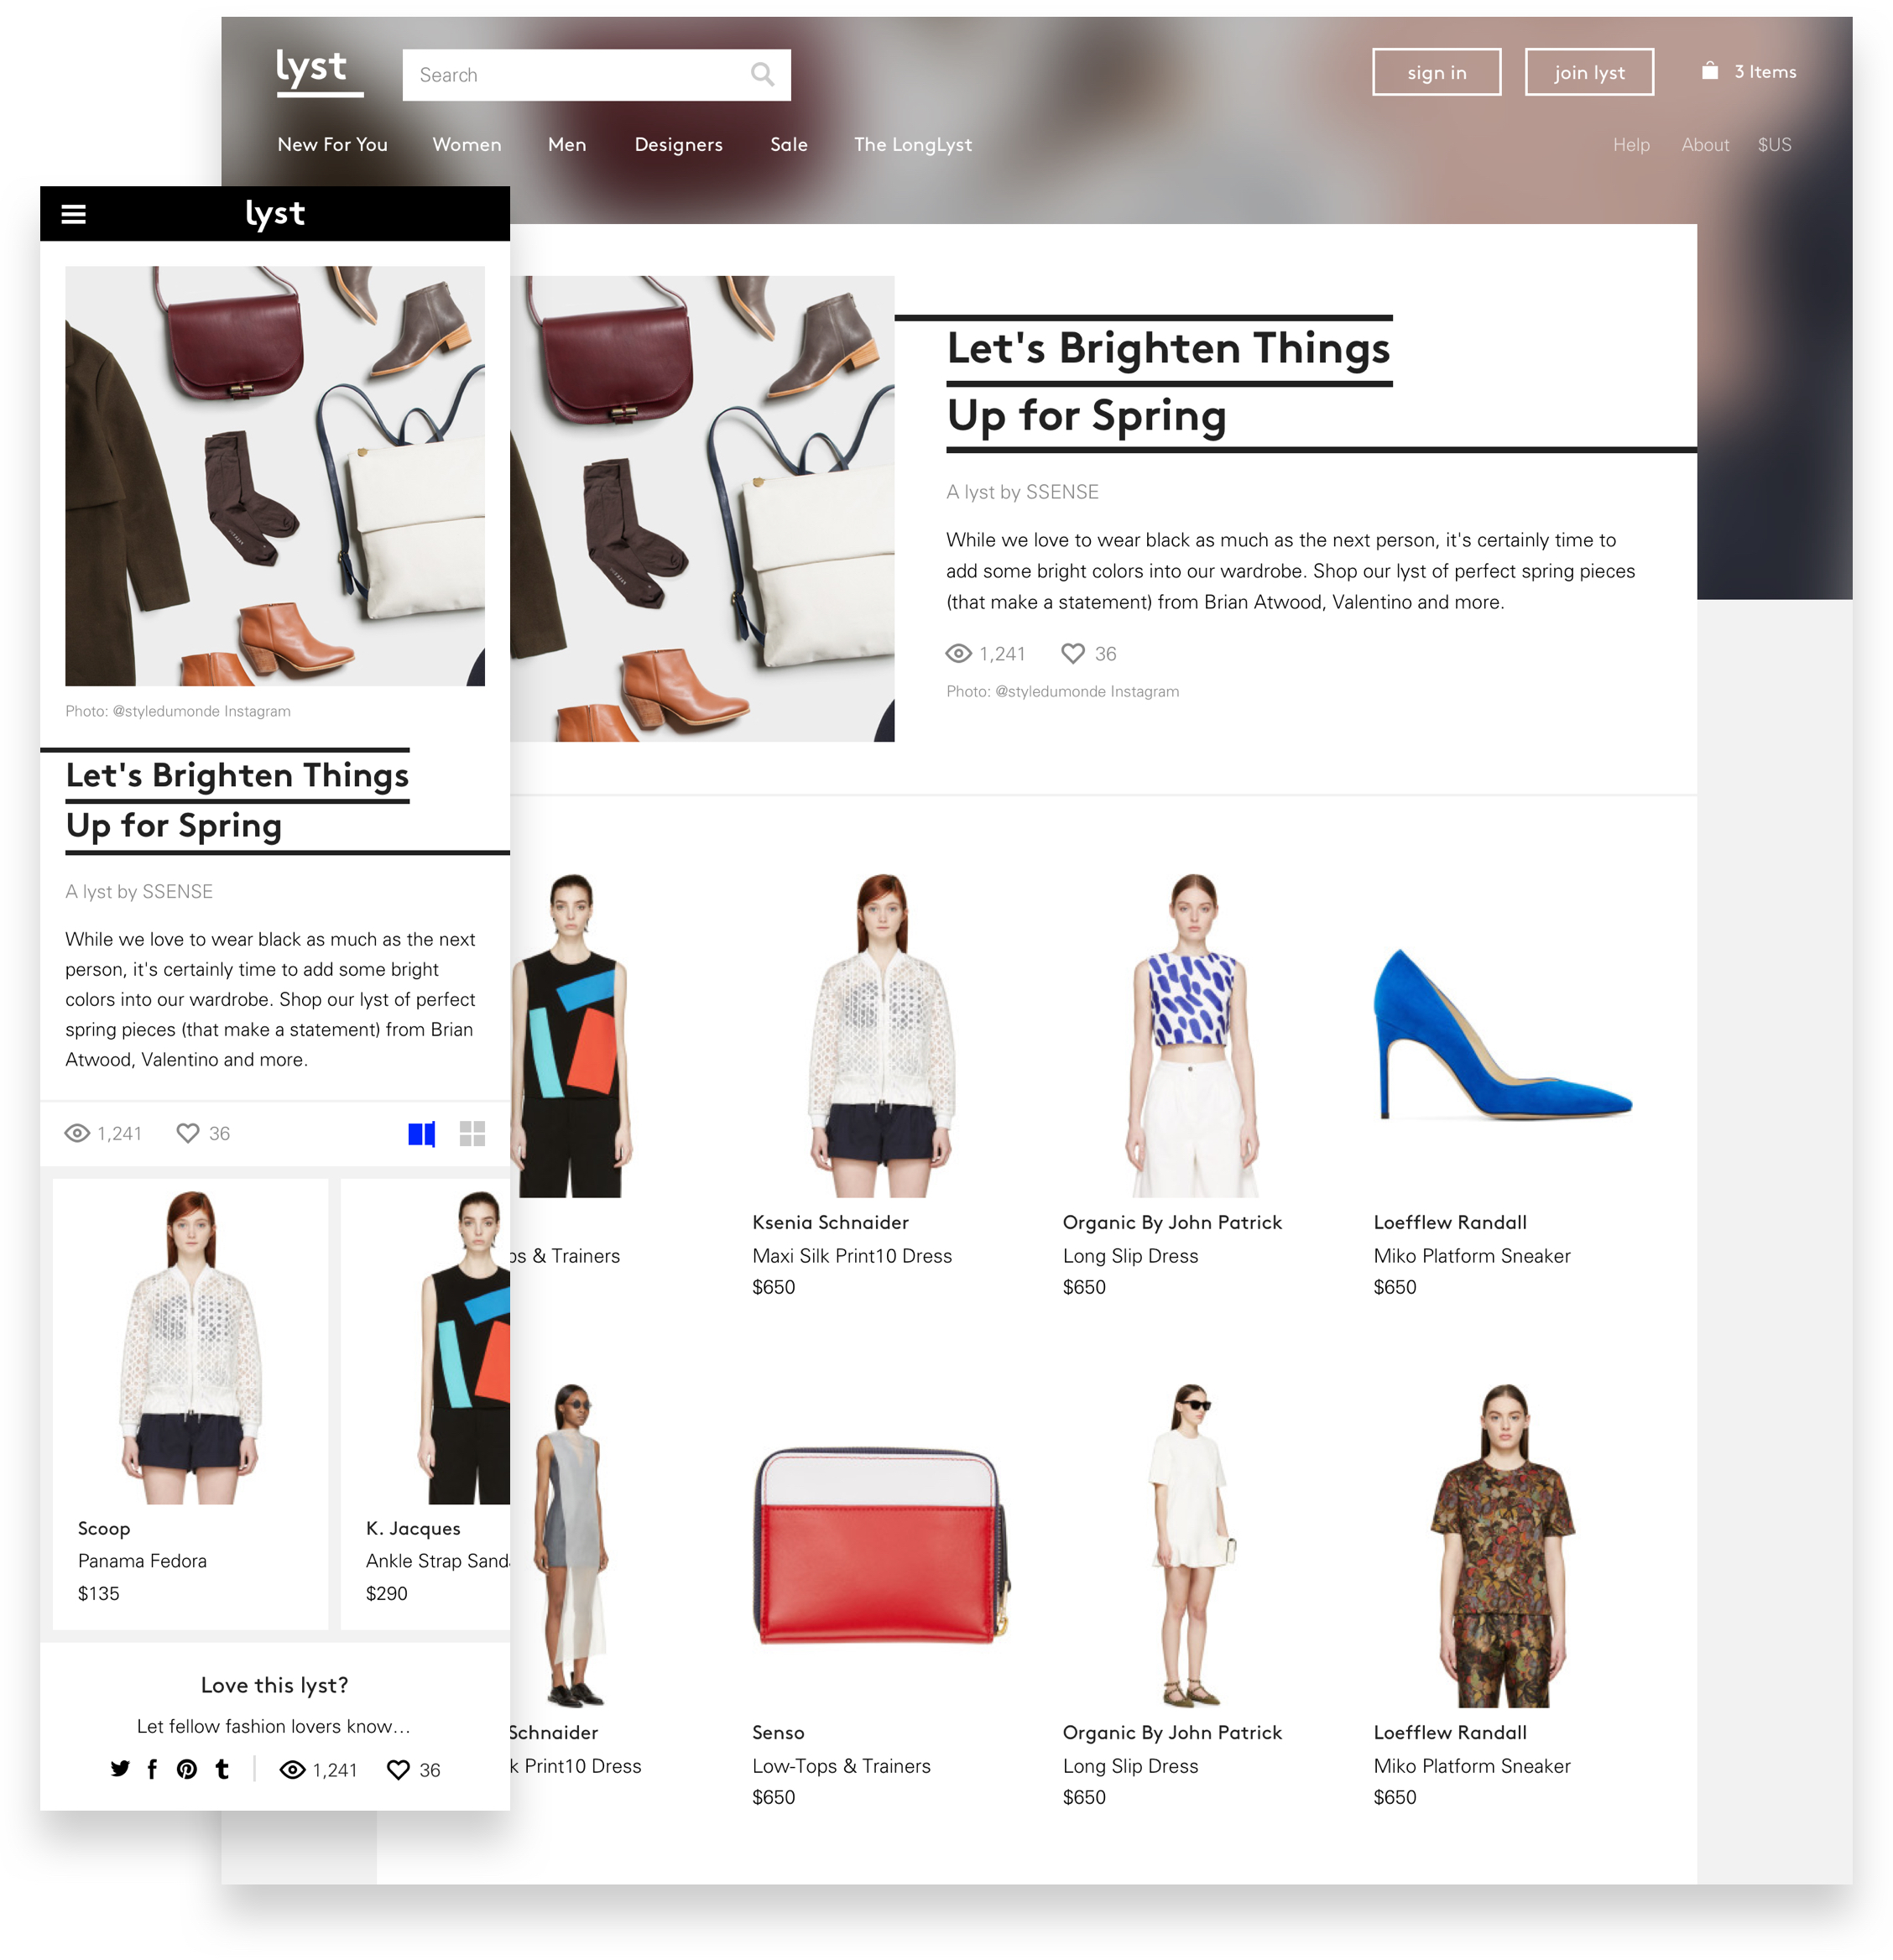 lyst
Search
sign in
join lyst
3 Items
New For You
Women
Men
Designers
Sale
The LongLyst
Help
About
$US
Let's Brighten Things
Up for Spring
A lyst by SSENSE
While we love to wear black as much as the next person, it's certainly time to
add some bright colors into our wardrobe. Shop our lyst of perfect spring pieces
(that make a statement) from Brian Atwood, Valentino and more.
1,241
36
Photo: @styledumonde Instagram
& Trainers
Ksenia Schnaider
Maxi Silk Print10 Dress
$650
Organic By John Patrick
Long Slip Dress
$650
Loefflew Randall
Miko Platform Sneaker
$650
Schnaider
Print10 Dress
Senso
Low-Tops & Trainers
$650
Organic By John Patrick
Long Slip Dress
$650
Loefflew Randall
Miko Platform Sneaker
$650
lyst
Photo: @styledumonde Instagram
Let's Brighten Things
Up for Spring
A lyst by SSENSE
While we love to wear black as much as the next
person, it's certainly time to add some bright
colors into our wardrobe. Shop our lyst of perfect
spring pieces (that make a statement) from Brian
Atwood, Valentino and more.
1,241
36
Scoop
Panama Fedora
$135
K. Jacques
Ankle Strap Sand
$290
Love this lyst?
Let fellow fashion lovers know...
1,241
36